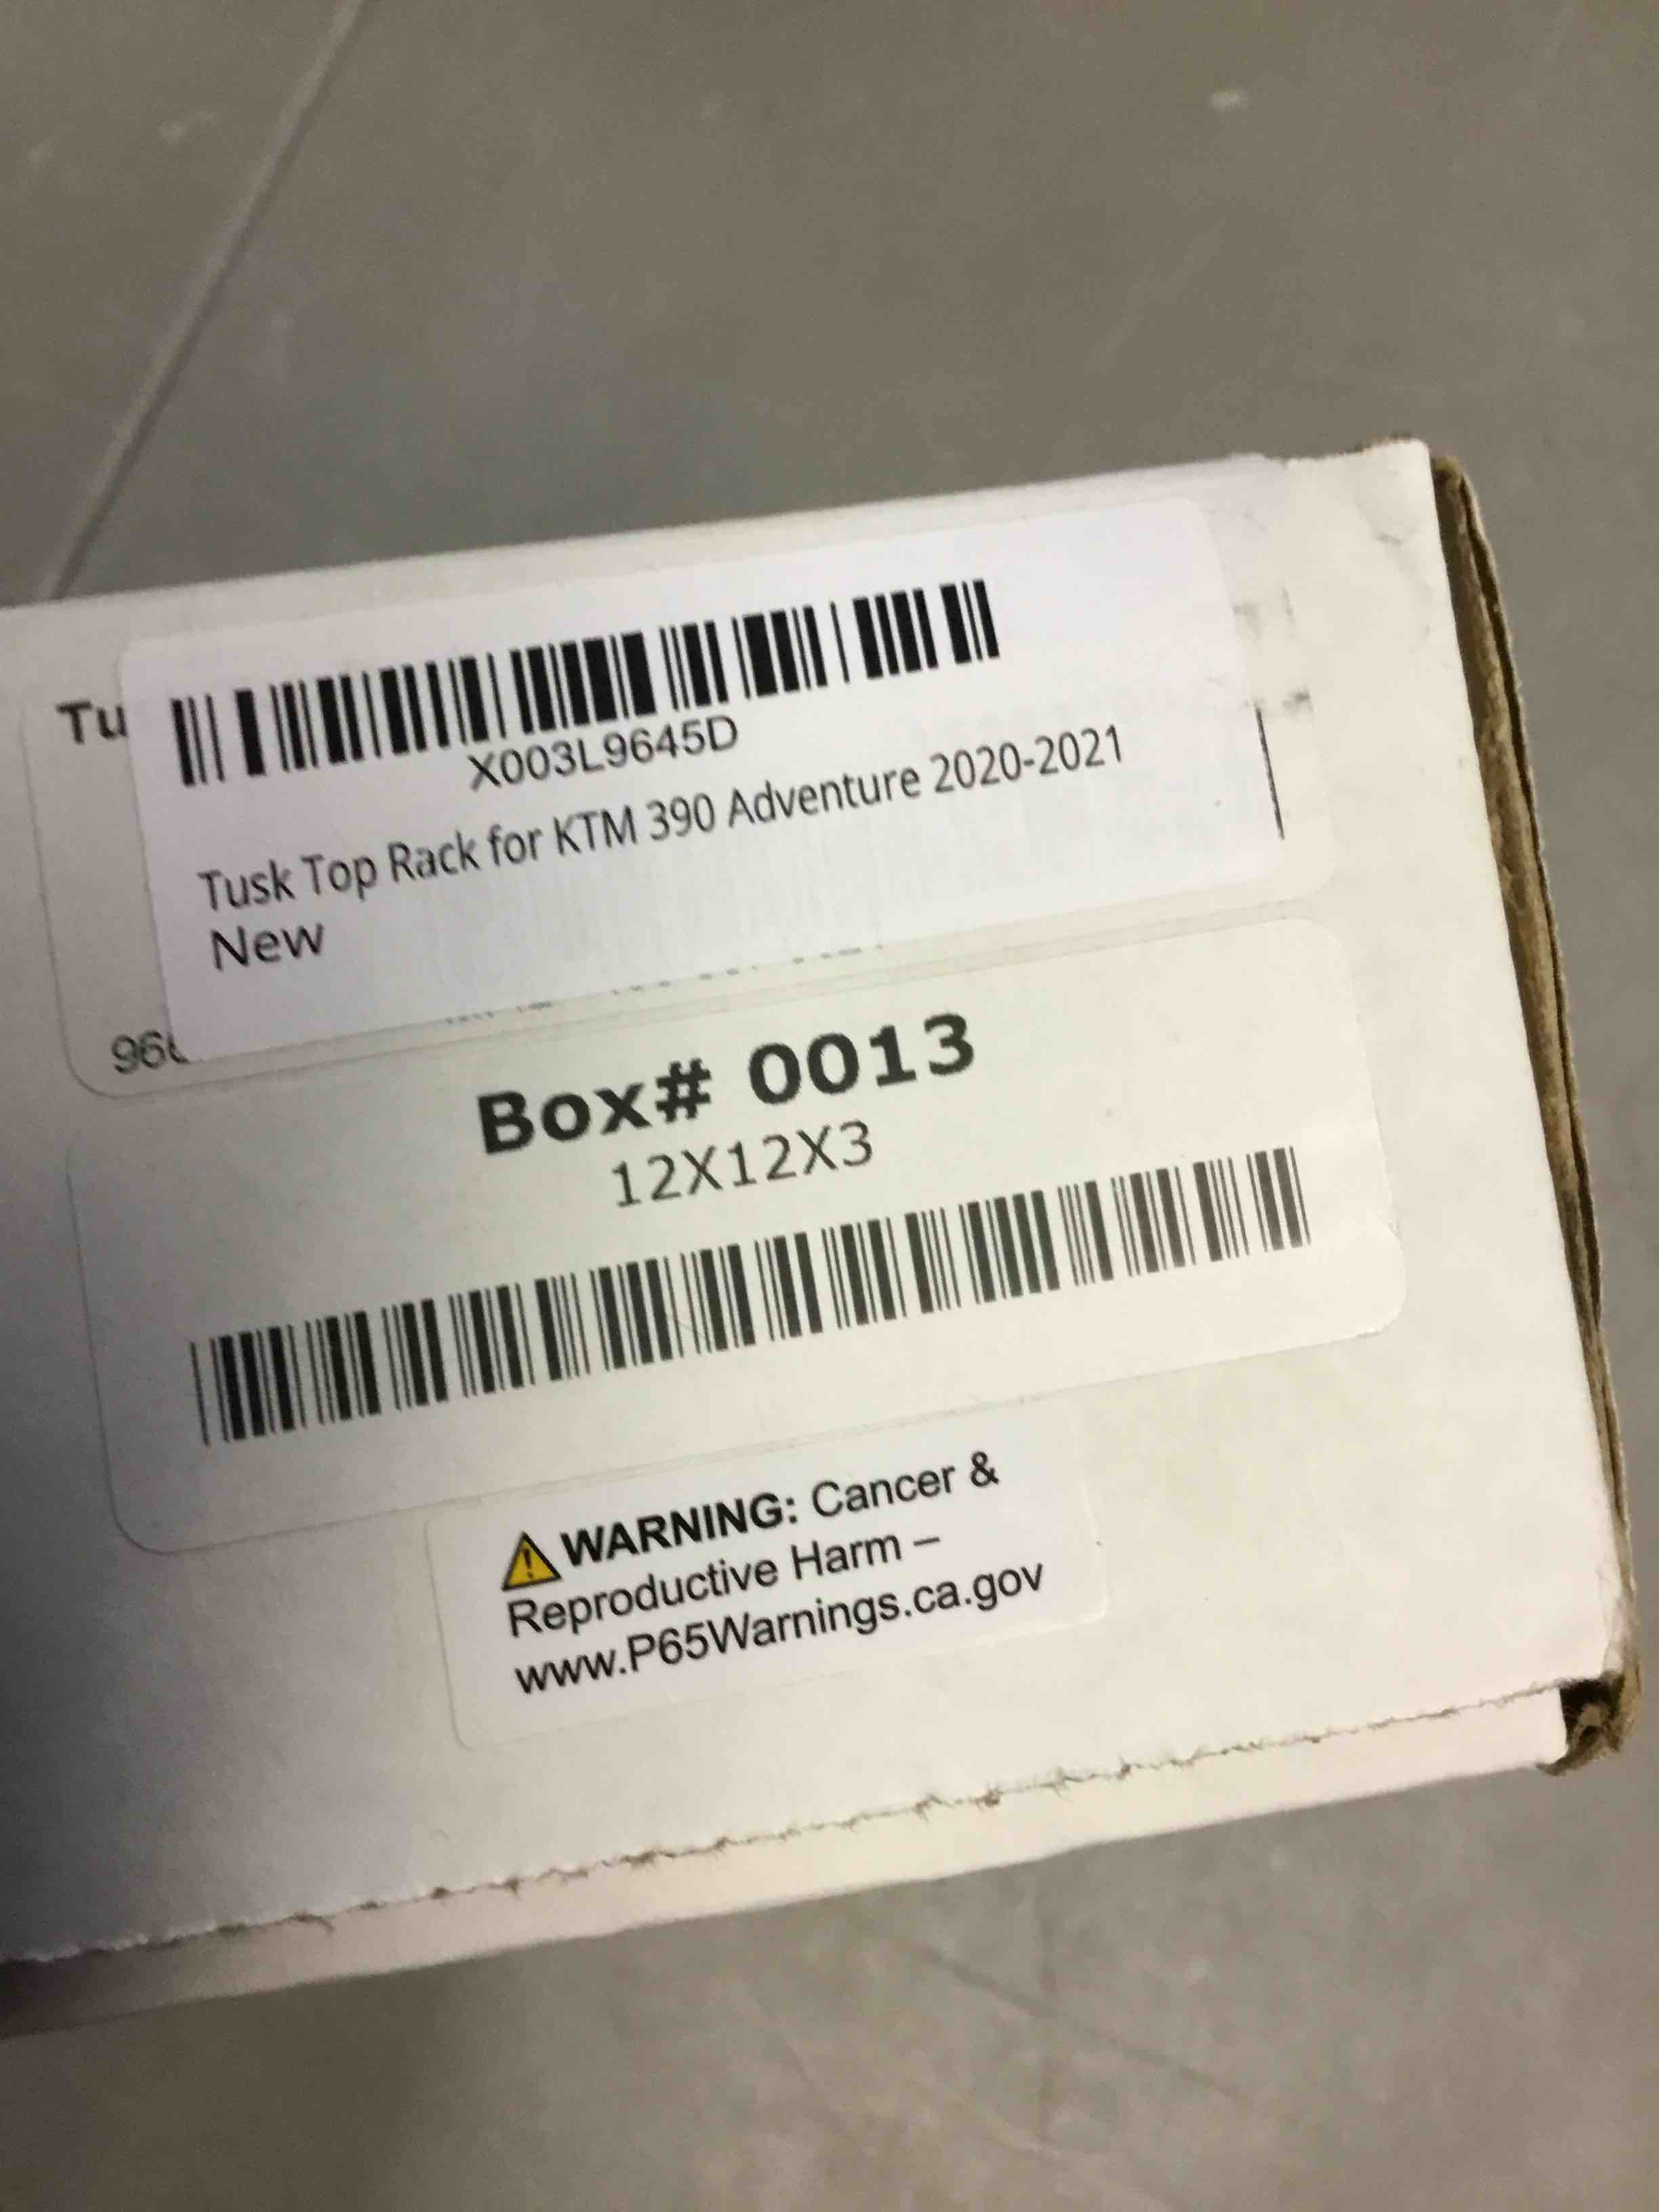 Tu
X003L9645D
Tusk Top Rack for KTM 390 Adventure 2020-2021
New
Box# 0013
12X12X3
WARNING: Cancer &
Reproductive Harm –
www.P65Warnings.ca.gov